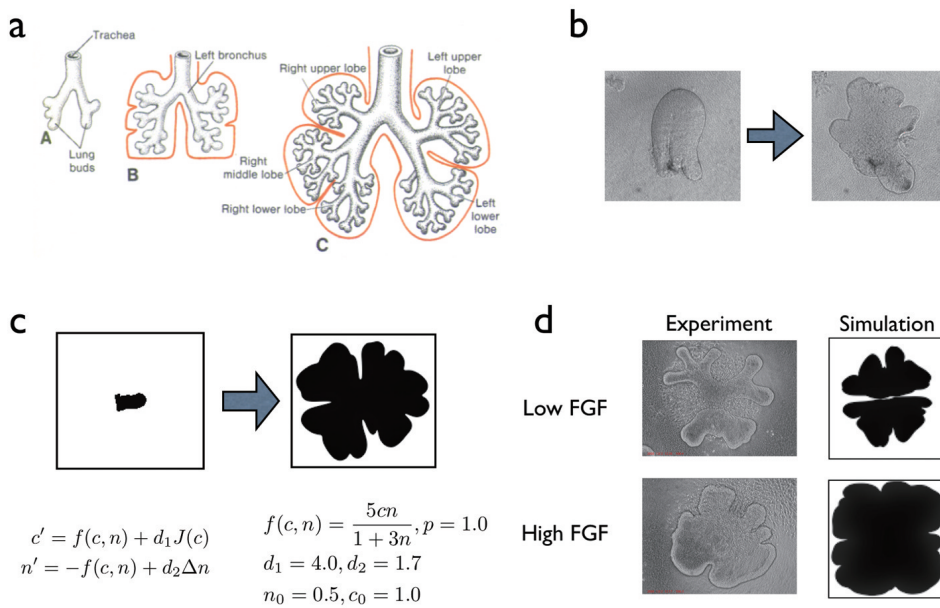 a
Trachea
Lung
buds
A
Left bronchus
B
Right upper lobe
Left upper
lobe
Right
middle lobe
Right lower lobe
Left
lower
lobe
C
b
c
c′ = f(c, n) + d₁J(c)
n′ = −f(c, n) + d₂Δn
f(c, n) = 5cn / (1 + 3n), p = 1.0
d₁ = 4.0, d₂ = 1.7
n₀ = 0.5, c₀ = 1.0
d
Experiment
Simulation
Low FGF
High FGF